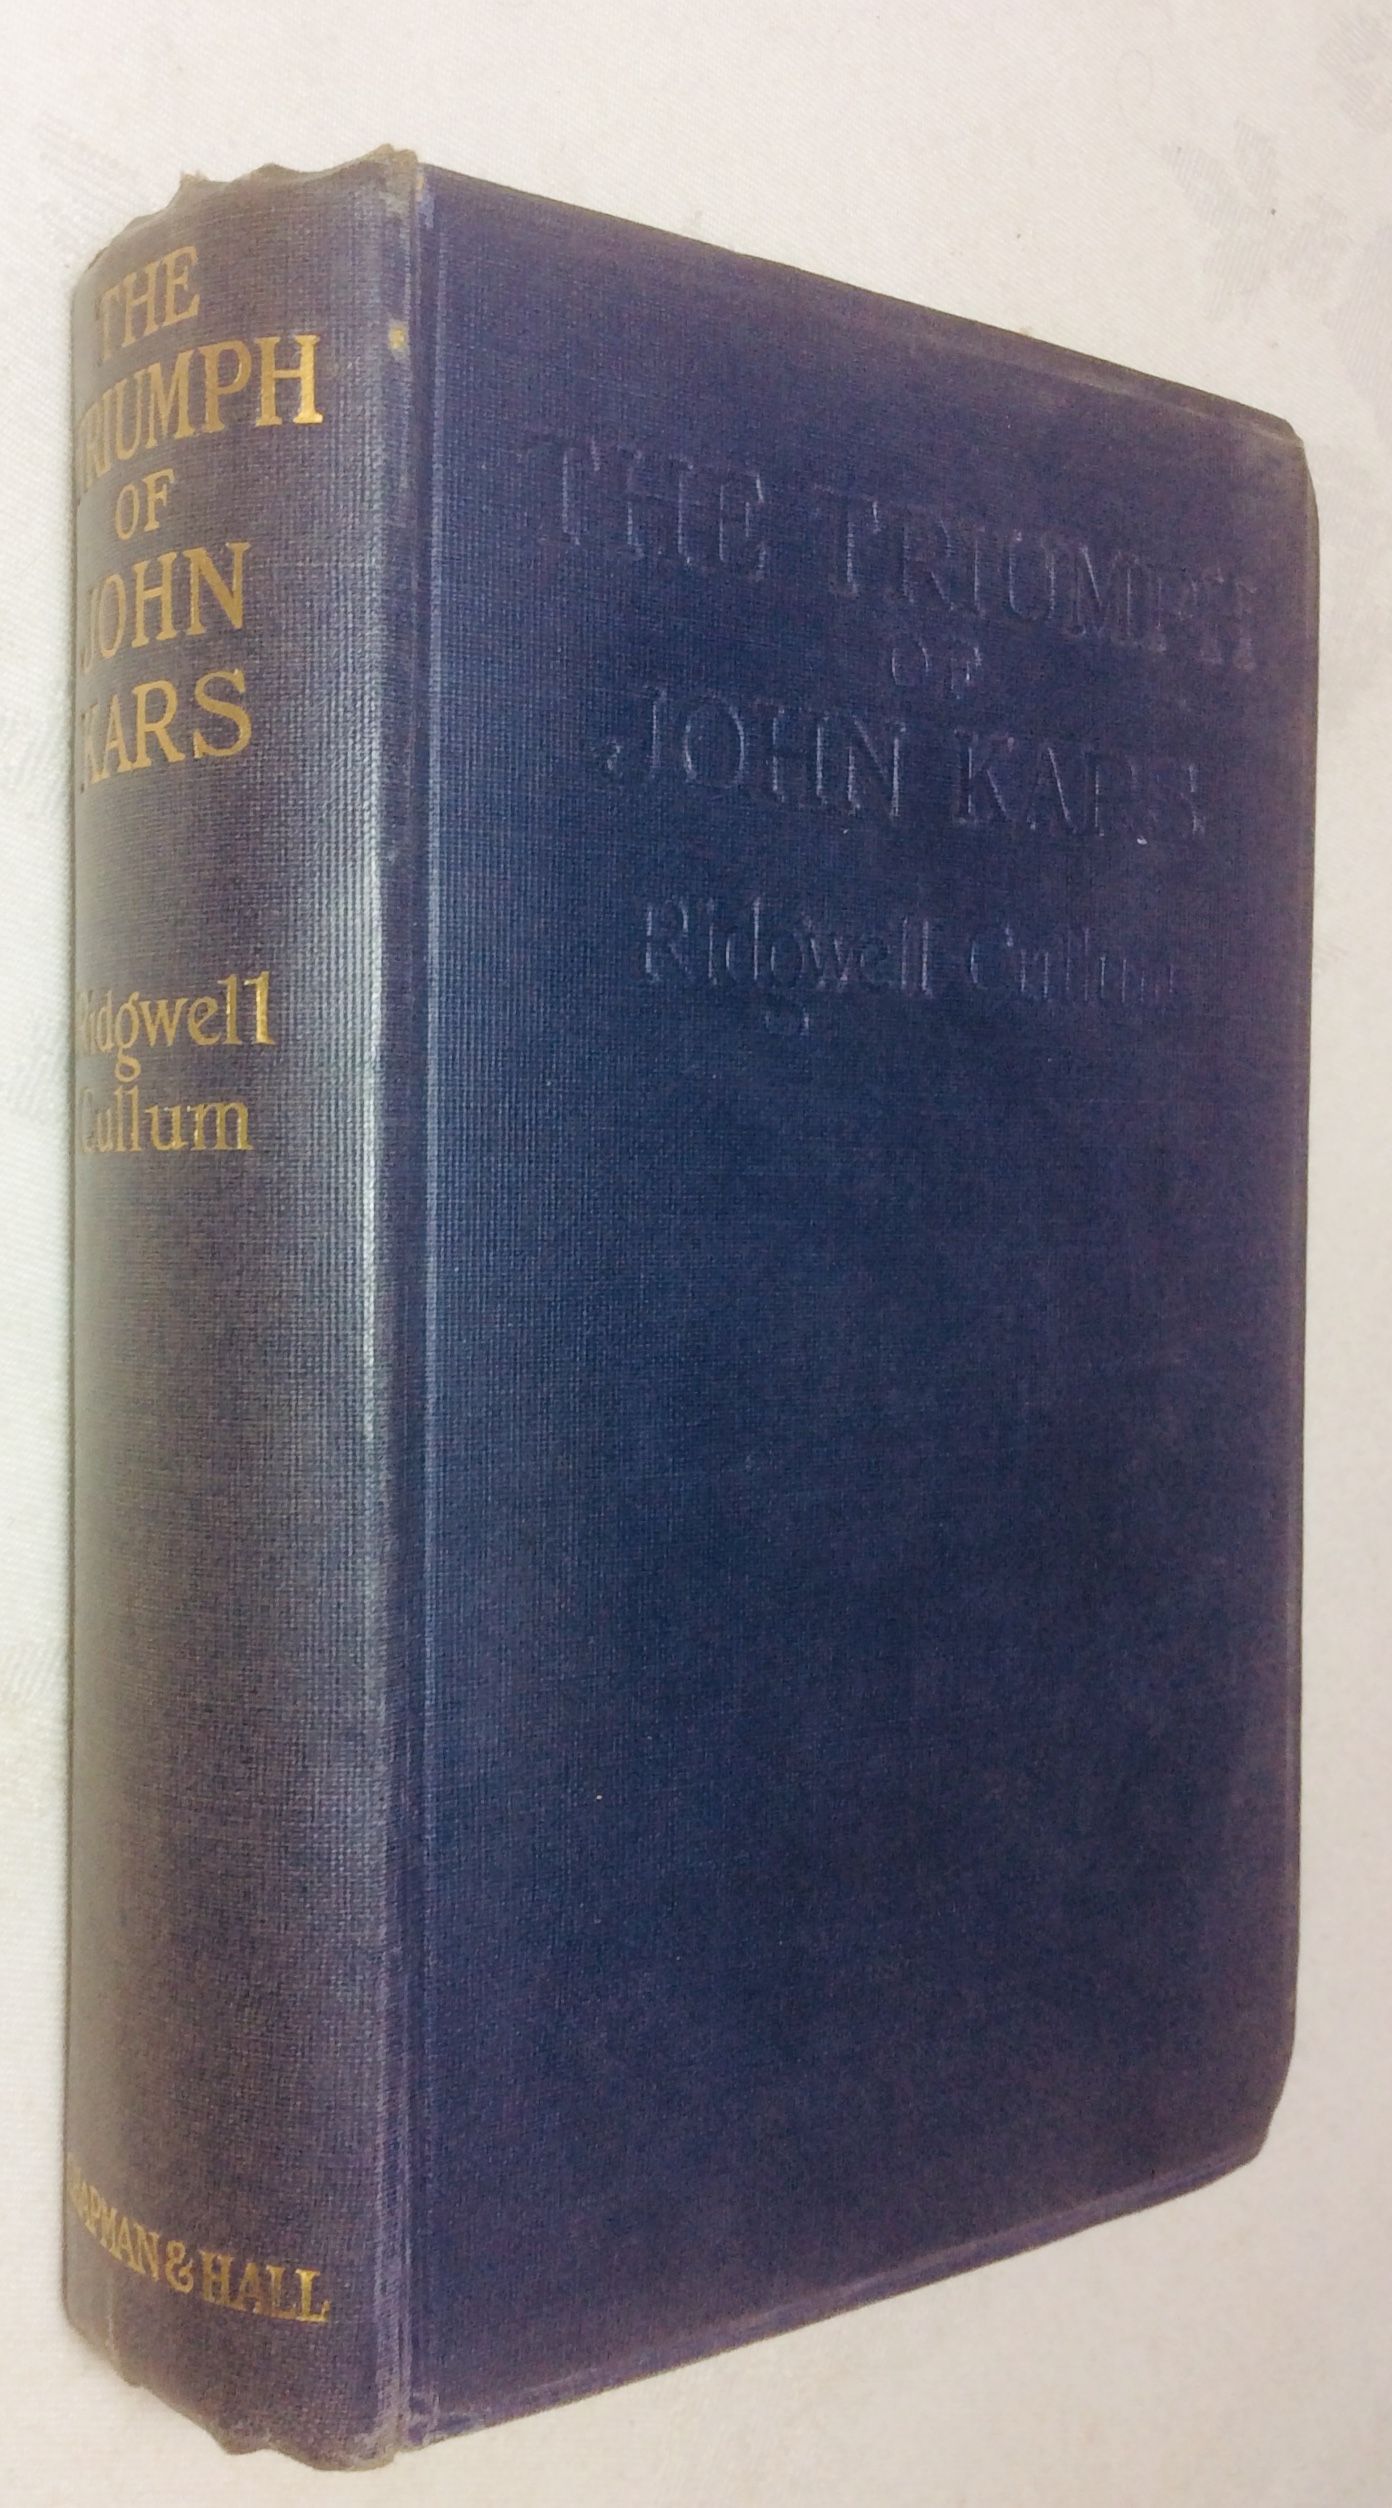 THE
TRIUMPH
OF
JOHN
KARS
Ridgwell
Cullum
CHAPMAN & HALL
THE TRIUMPH
OF
JOHN KARS
Ridgwell Cullum